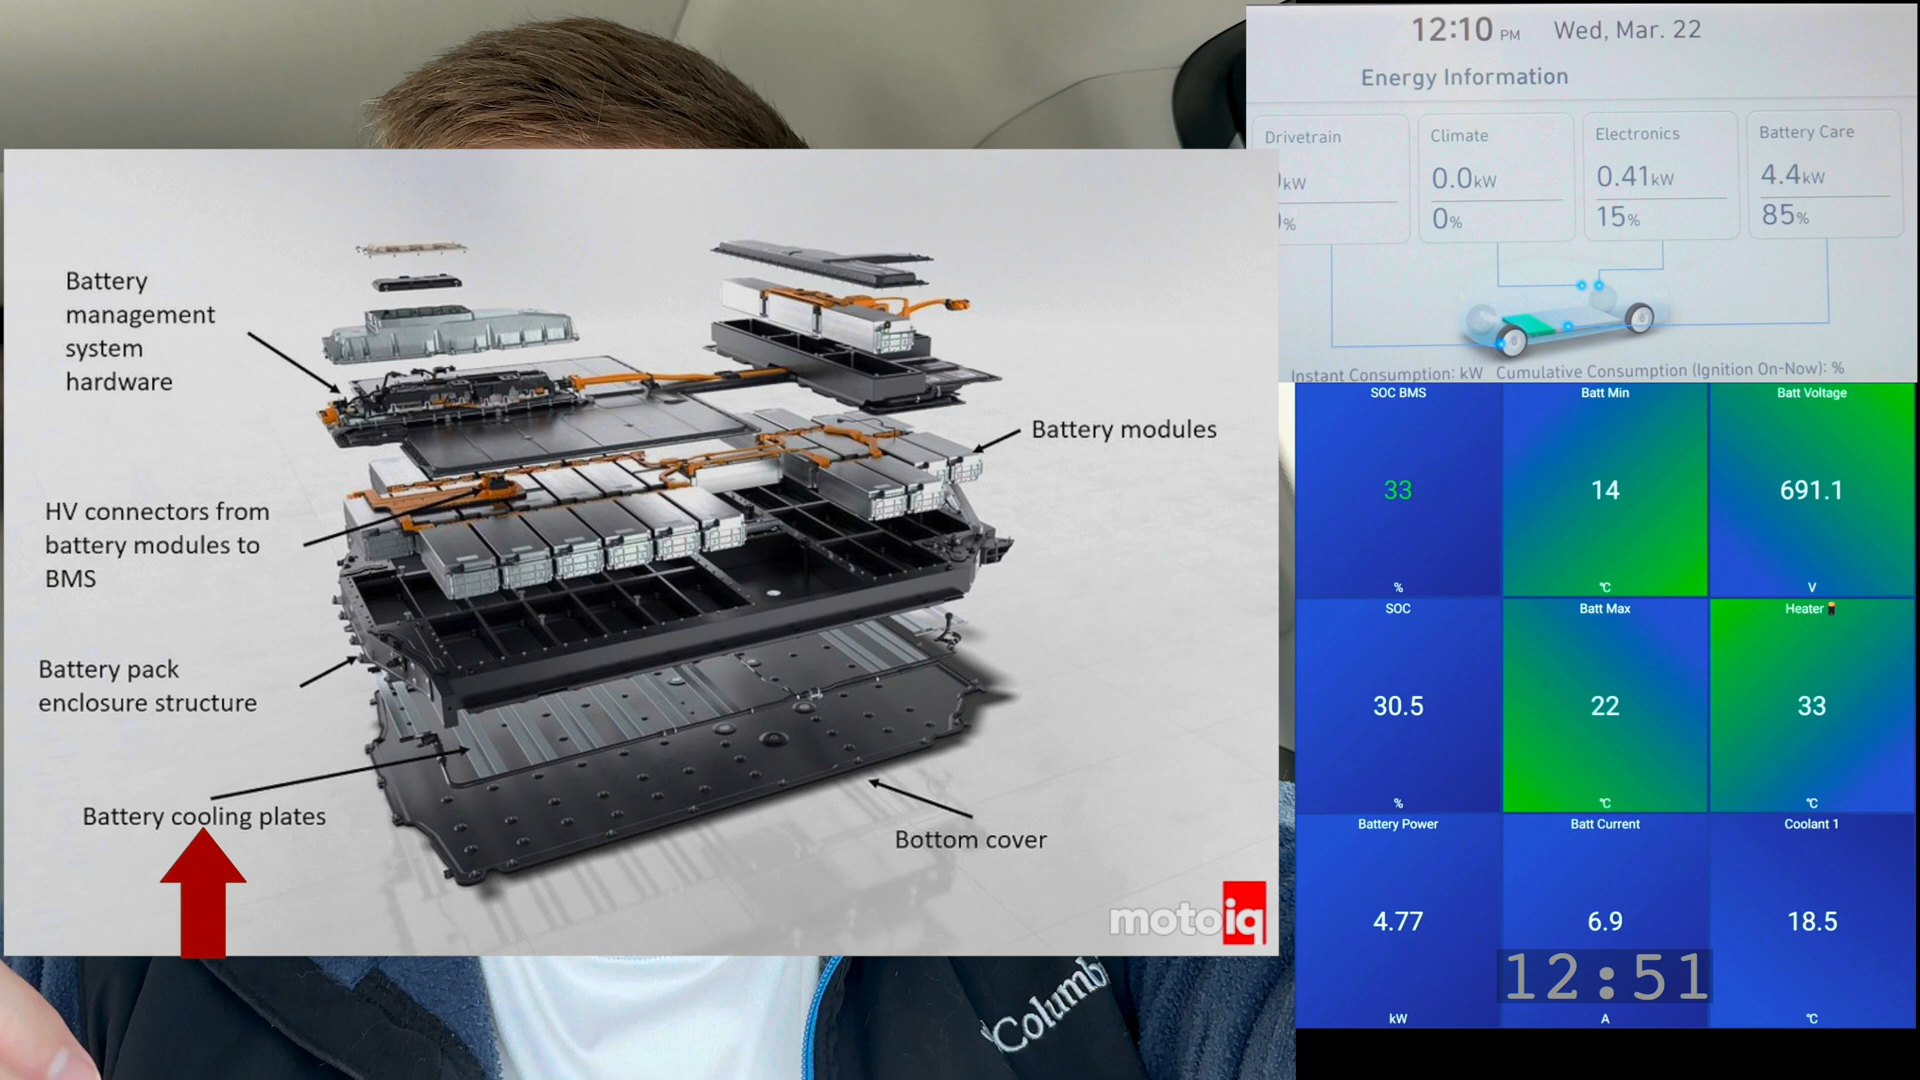 Battery
management
system
hardware
HV connectors from
battery modules to
BMS
Battery pack
enclosure structure
Battery cooling plates
Battery modules
Bottom cover
motoiq
Columb
12:10 PM Wed, Mar. 22
Energy Information
Drivetrain
kW
%
Climate
0.0kW
0%
Electronics
0.41kW
15%
Battery Care
4.4kW
85%
Instant Consumption: kW Cumulative Consumption (Ignition On-Now): %
SOC BMS
33
%
Batt Min
14
℃
Batt Voltage
691.1
V
SOC
30.5
%
Batt Max
22
℃
Heater
33
℃
Battery Power
4.77
kW
Batt Current
6.9
A
Coolant 1
18.5
℃
12:51